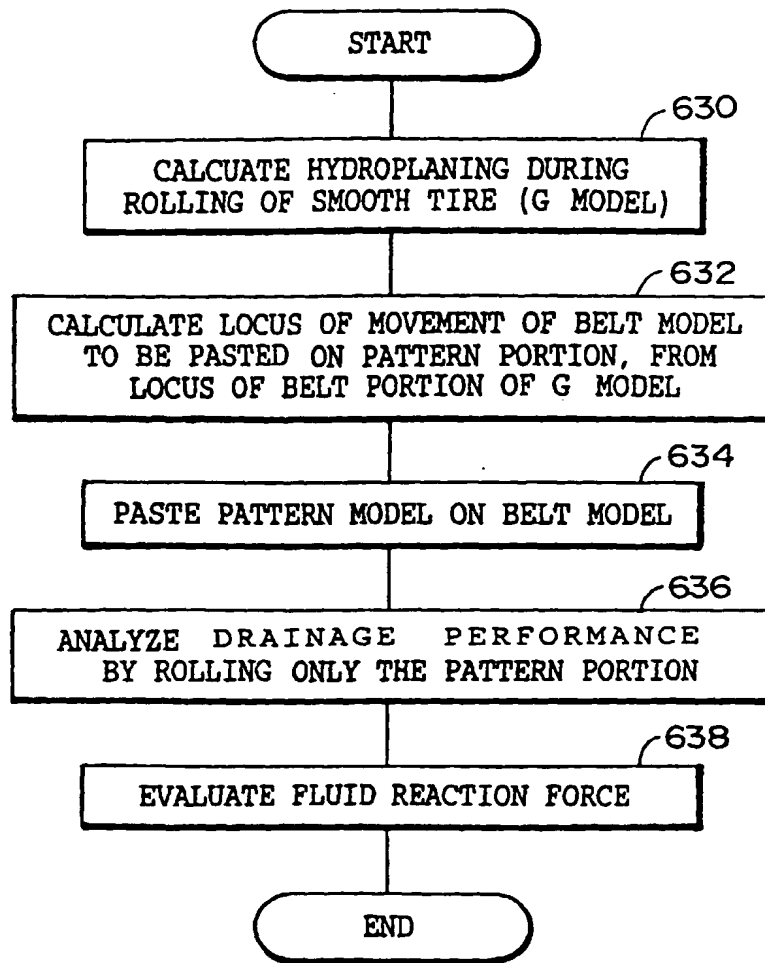 START
630
CALCUATE HYDROPLANING DURING
ROLLING OF SMOOTH TIRE (G MODEL)
632
CALCULATE LOCUS OF MOVEMENT OF BELT MODEL
TO BE PASTED ON PATTERN PORTION, FROM
LOCUS OF BELT PORTION OF G MODEL
634
PASTE PATTERN MODEL ON BELT MODEL
636
ANALYZE DRAINAGE PERFORMANCE
BY ROLLING ONLY THE PATTERN PORTION
638
EVALUATE FLUID REACTION FORCE
END